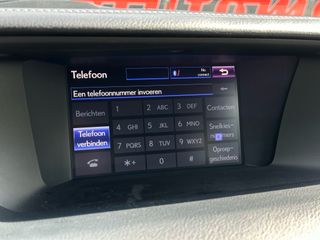 Telefoon
No connect
Een telefoonnummer invoeren
Berichten
1
2 ABC
3 DEF
Contacten
4 GHI
5 JKL
6 MNO
Telefoon verbinden
Snelkies-
7 PQRS
8 TUV
9 WXYZ
✱+
0
#
Oproep-
geschiedenis